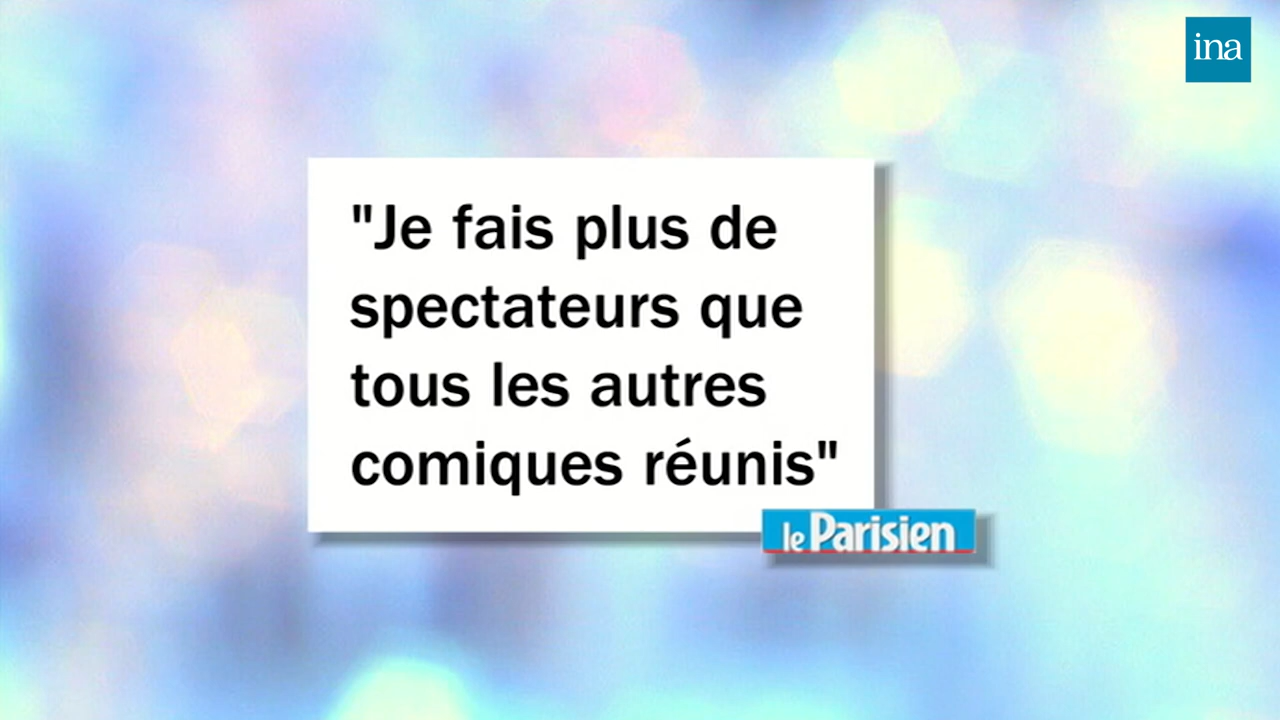 ina
"Je fais plus de
spectateurs que
tous les autres
comiques réunis"
le Parisien